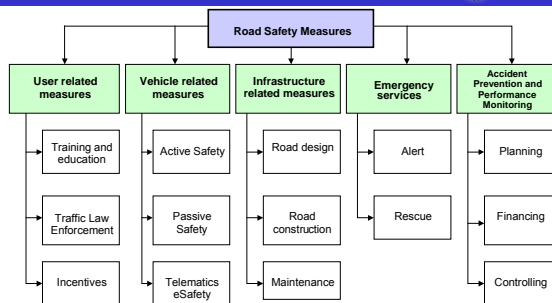 Road Safety Measures
User related
measures
Vehicle related
measures
Infrastructure
related measures
Emergency
services
Accident
Prevention and
Performance
Monitoring
Training and
education
Active Safety
Road design
Alert
Planning
Traffic Law
Enforcement
Passive
Safety
Road
construction
Rescue
Financing
Incentives
Telematics
eSafety
Maintenance
Controlling